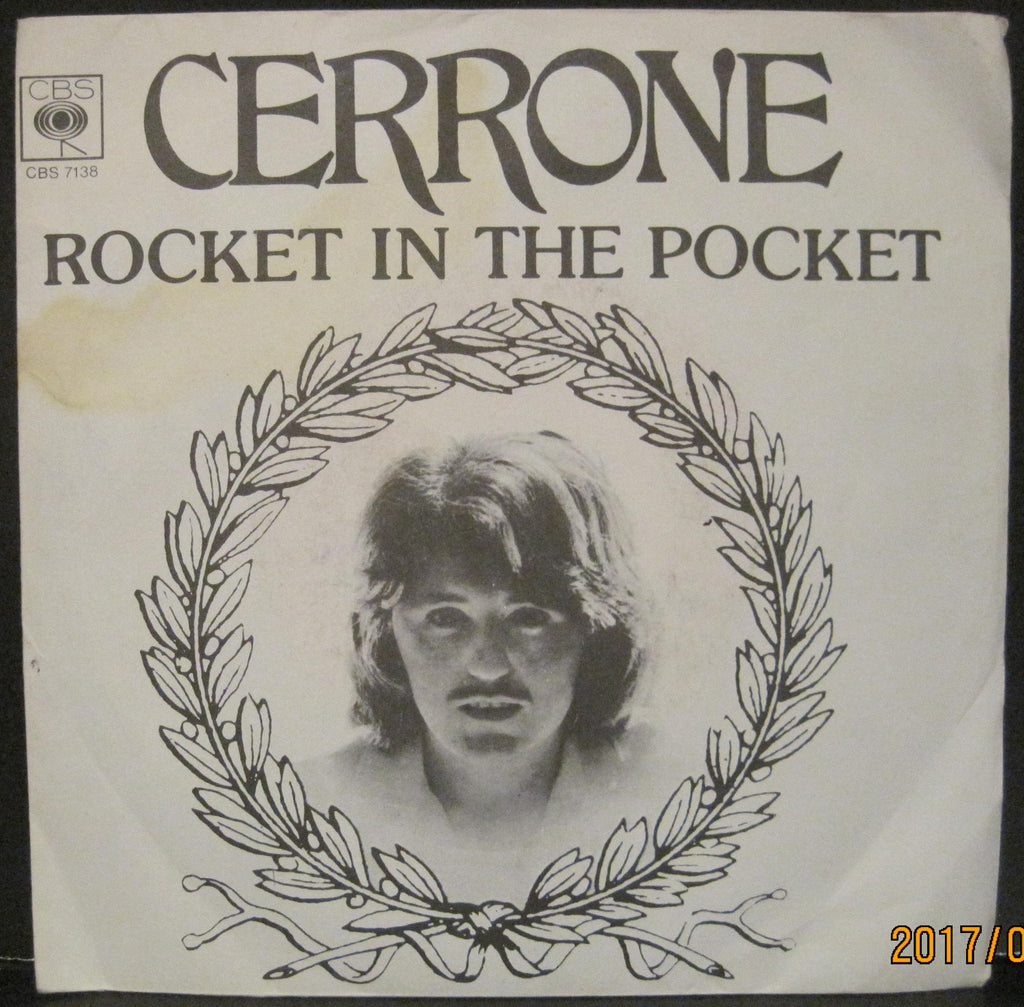 CERRONE
CBS
CBS 7138
ROCKET IN THE POCKET
2017/0